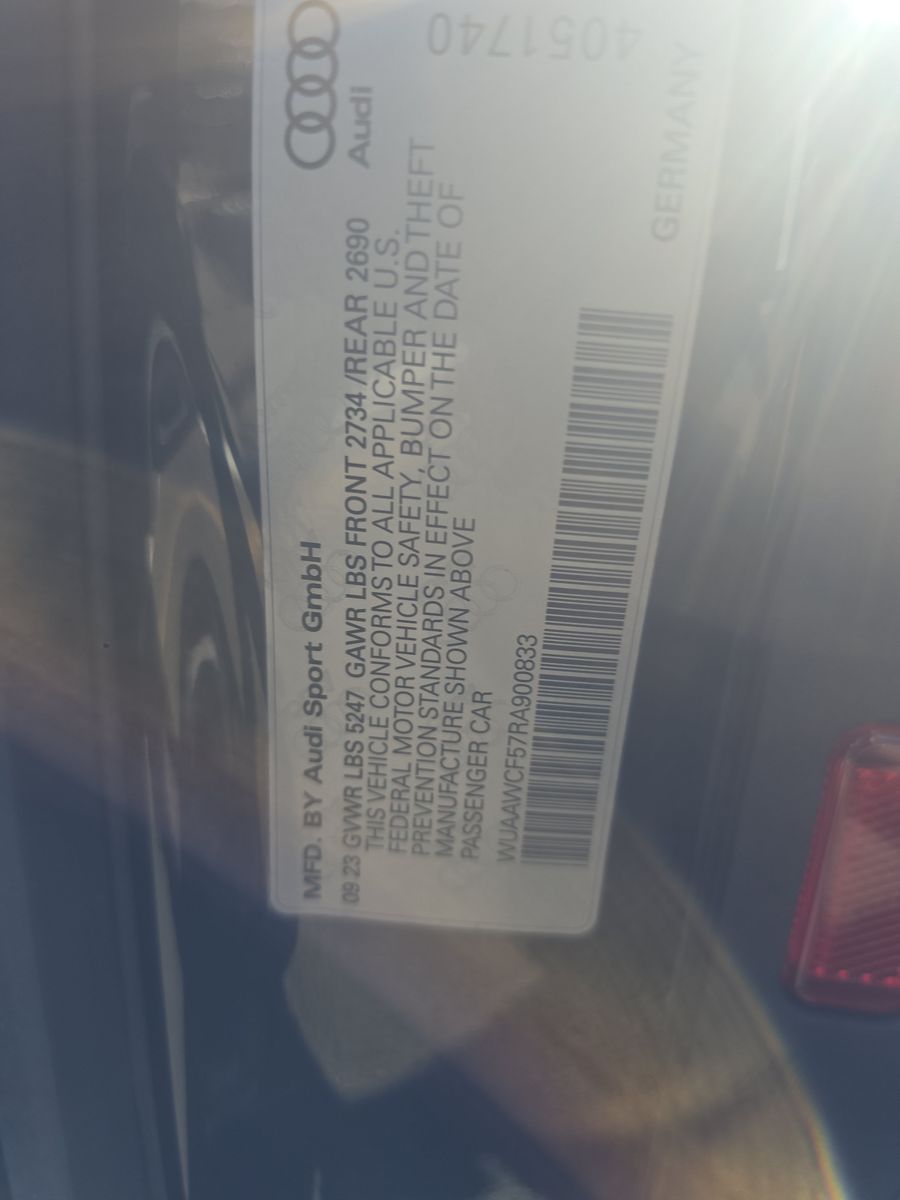 MFD. BY Audi Sport GmbH
Audi
09 23 GVWR LBS 5247 GAWR LBS FRONT 2734 /REAR 2690
THIS VEHICLE CONFORMS TO ALL APPLICABLE U.S.
FEDERAL MOTOR VEHICLE SAFETY, BUMPER AND THEFT
PREVENTION STANDARDS IN EFFECT ON THE DATE OF
MANUFACTURE SHOWN ABOVE
PASSENGER CAR
WUAAWCF57RA900833
GERMANY
4051740